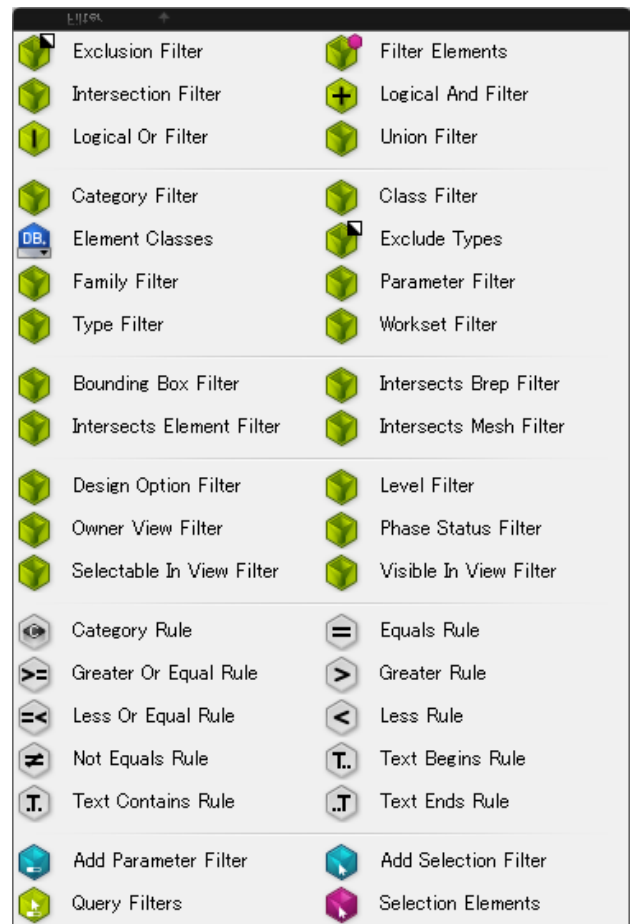 Filter
Exclusion Filter
Filter Elements
Intersection Filter
Logical And Filter
Logical Or Filter
Union Filter
Category Filter
Class Filter
DB.
Element Classes
Exclude Types
Family Filter
Parameter Filter
Type Filter
Workset Filter
Bounding Box Filter
Intersects Brep Filter
Intersects Element Filter
Intersects Mesh Filter
Design Option Filter
Level Filter
Owner View Filter
Phase Status Filter
Selectable In View Filter
Visible In View Filter
C
Category Rule
=
Equals Rule
>=
Greater Or Equal Rule
>
Greater Rule
=<
Less Or Equal Rule
<
Less Rule
≠
Not Equals Rule
T..
Text Begins Rule
.T.
Text Contains Rule
..T
Text Ends Rule
Add Parameter Filter
Add Selection Filter
Query Filters
Selection Elements